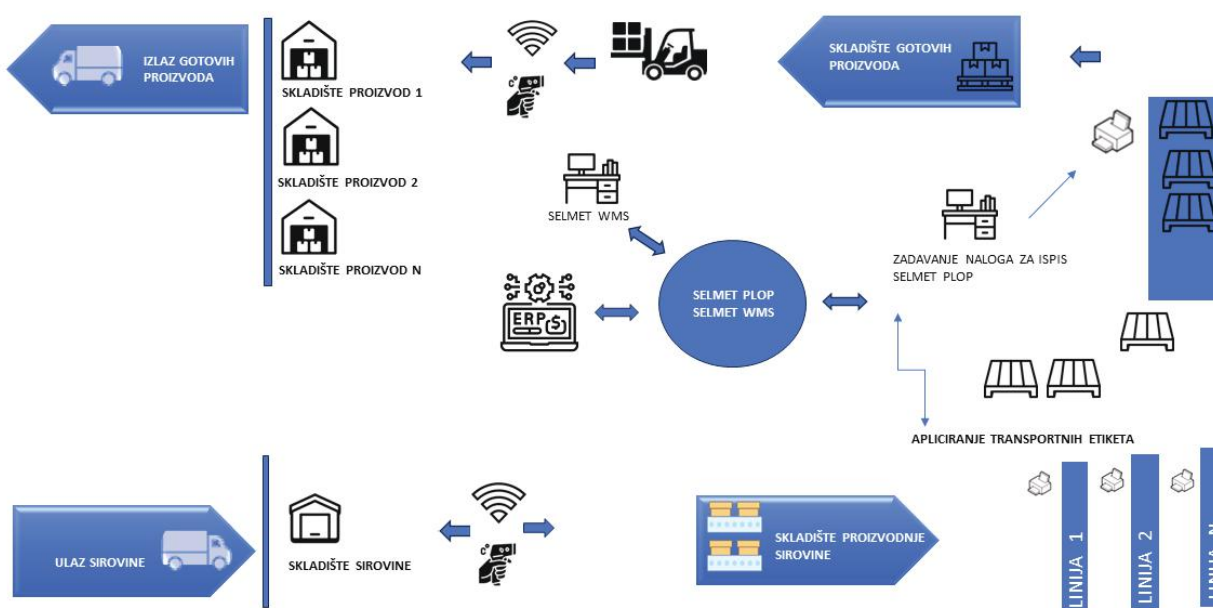 IZLAZ GOTOVIH
PROIZVODA
SKLADIŠTE PROIZVOD 1
SKLADIŠTE GOTOVIH
PROIZVODA
SKLADIŠTE PROIZVOD 2
SELMET WMS
SKLADIŠTE PROIZVOD N
ZADAVANJE NALOGA ZA ISPIS
SELMET PLOP
SELMET PLOP
SELMET WMS
ERP
$
APLICIRANJE TRANSPORTNIH ETIKETA
ULAZ SIROVINE
SKLADIŠTE SIROVINE
SKLADIŠTE PROIZVODNJE
SIROVINE
LINIJA 1
LINIJA 2
LINIJA N